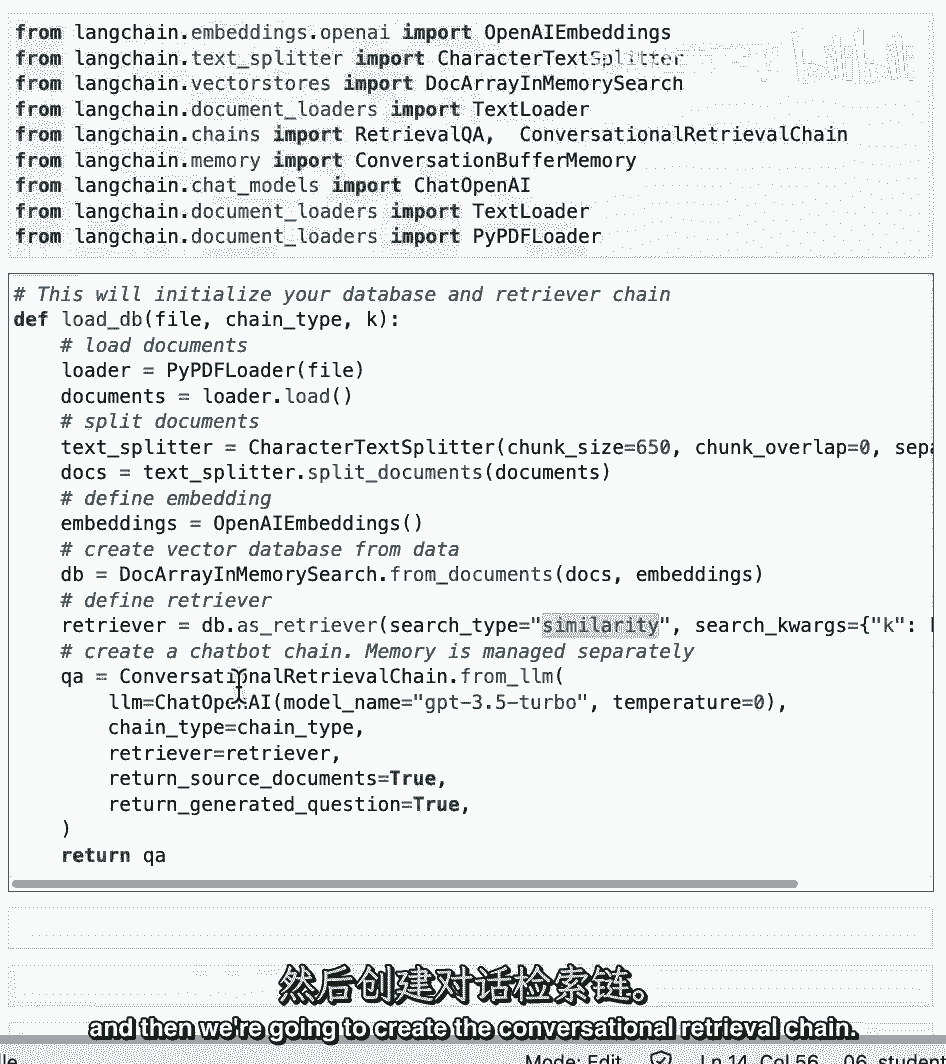 from langchain.embeddings.openai import OpenAIEmbeddings
from langchain.text_splitter import CharacterTextSplitter
from langchain.vectorstores import DocArrayInMemorySearch
from langchain.document_loaders import TextLoader
from langchain.chains import RetrievalQA,  ConversationalRetrievalChain
from langchain.memory import ConversationBufferMemory
from langchain.chat_models import ChatOpenAI
from langchain.document_loaders import TextLoader
from langchain.document_loaders import PyPDFLoader
# This will initialize your database and retriever chain
def load_db(file, chain_type, k):
    # load documents
    loader = PyPDFLoader(file)
    documents = loader.load()
    # split documents
    text_splitter = CharacterTextSplitter(chunk_size=650, chunk_overlap=0, sepa
    docs = text_splitter.split_documents(documents)
    # define embedding
    embeddings = OpenAIEmbeddings()
    # create vector database from data
    db = DocArrayInMemorySearch.from_documents(docs, embeddings)
    # define retriever
    retriever = db.as_retriever(search_type="similarity", search_kwargs={"k":
    # create a chatbot chain. Memory is managed separately
    qa = ConversationalRetrievalChain.from_llm(
        llm=ChatOpenAI(model_name="gpt-3.5-turbo", temperature=0),
        chain_type=chain_type,
        retriever=retriever,
        return_source_documents=True,
        return_generated_question=True,
    )
    return qa
然后创建对话检索链。
and then we're going to create the conversational retrieval chain.
Mode: Edit Ln 14, Col 56 06_student